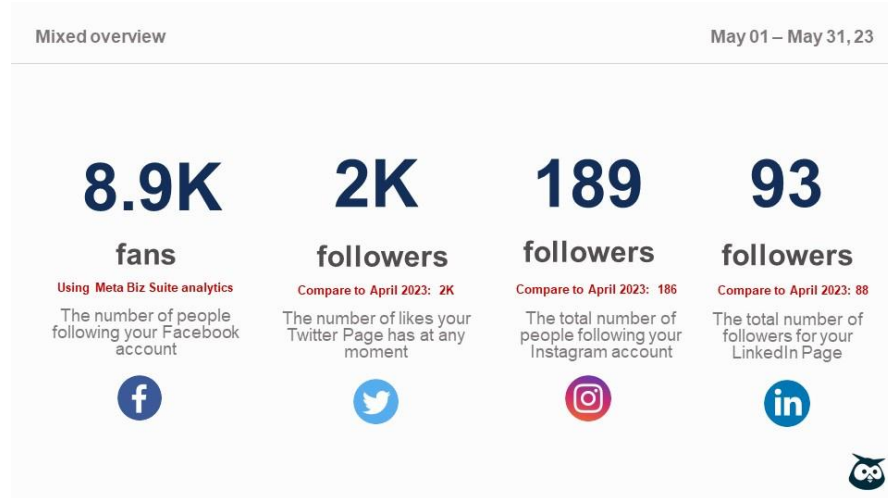 Mixed overview
May 01 – May 31, 23
8.9K
fans
Using Meta Biz Suite analytics
The number of people
following your Facebook
account
2K
followers
Compare to April 2023: 2K
The number of likes your
Twitter Page has at any
moment
189
followers
Compare to April 2023: 186
The total number of
people following your
Instagram account
93
followers
Compare to April 2023: 88
The total number of
followers for your
LinkedIn Page
f
in